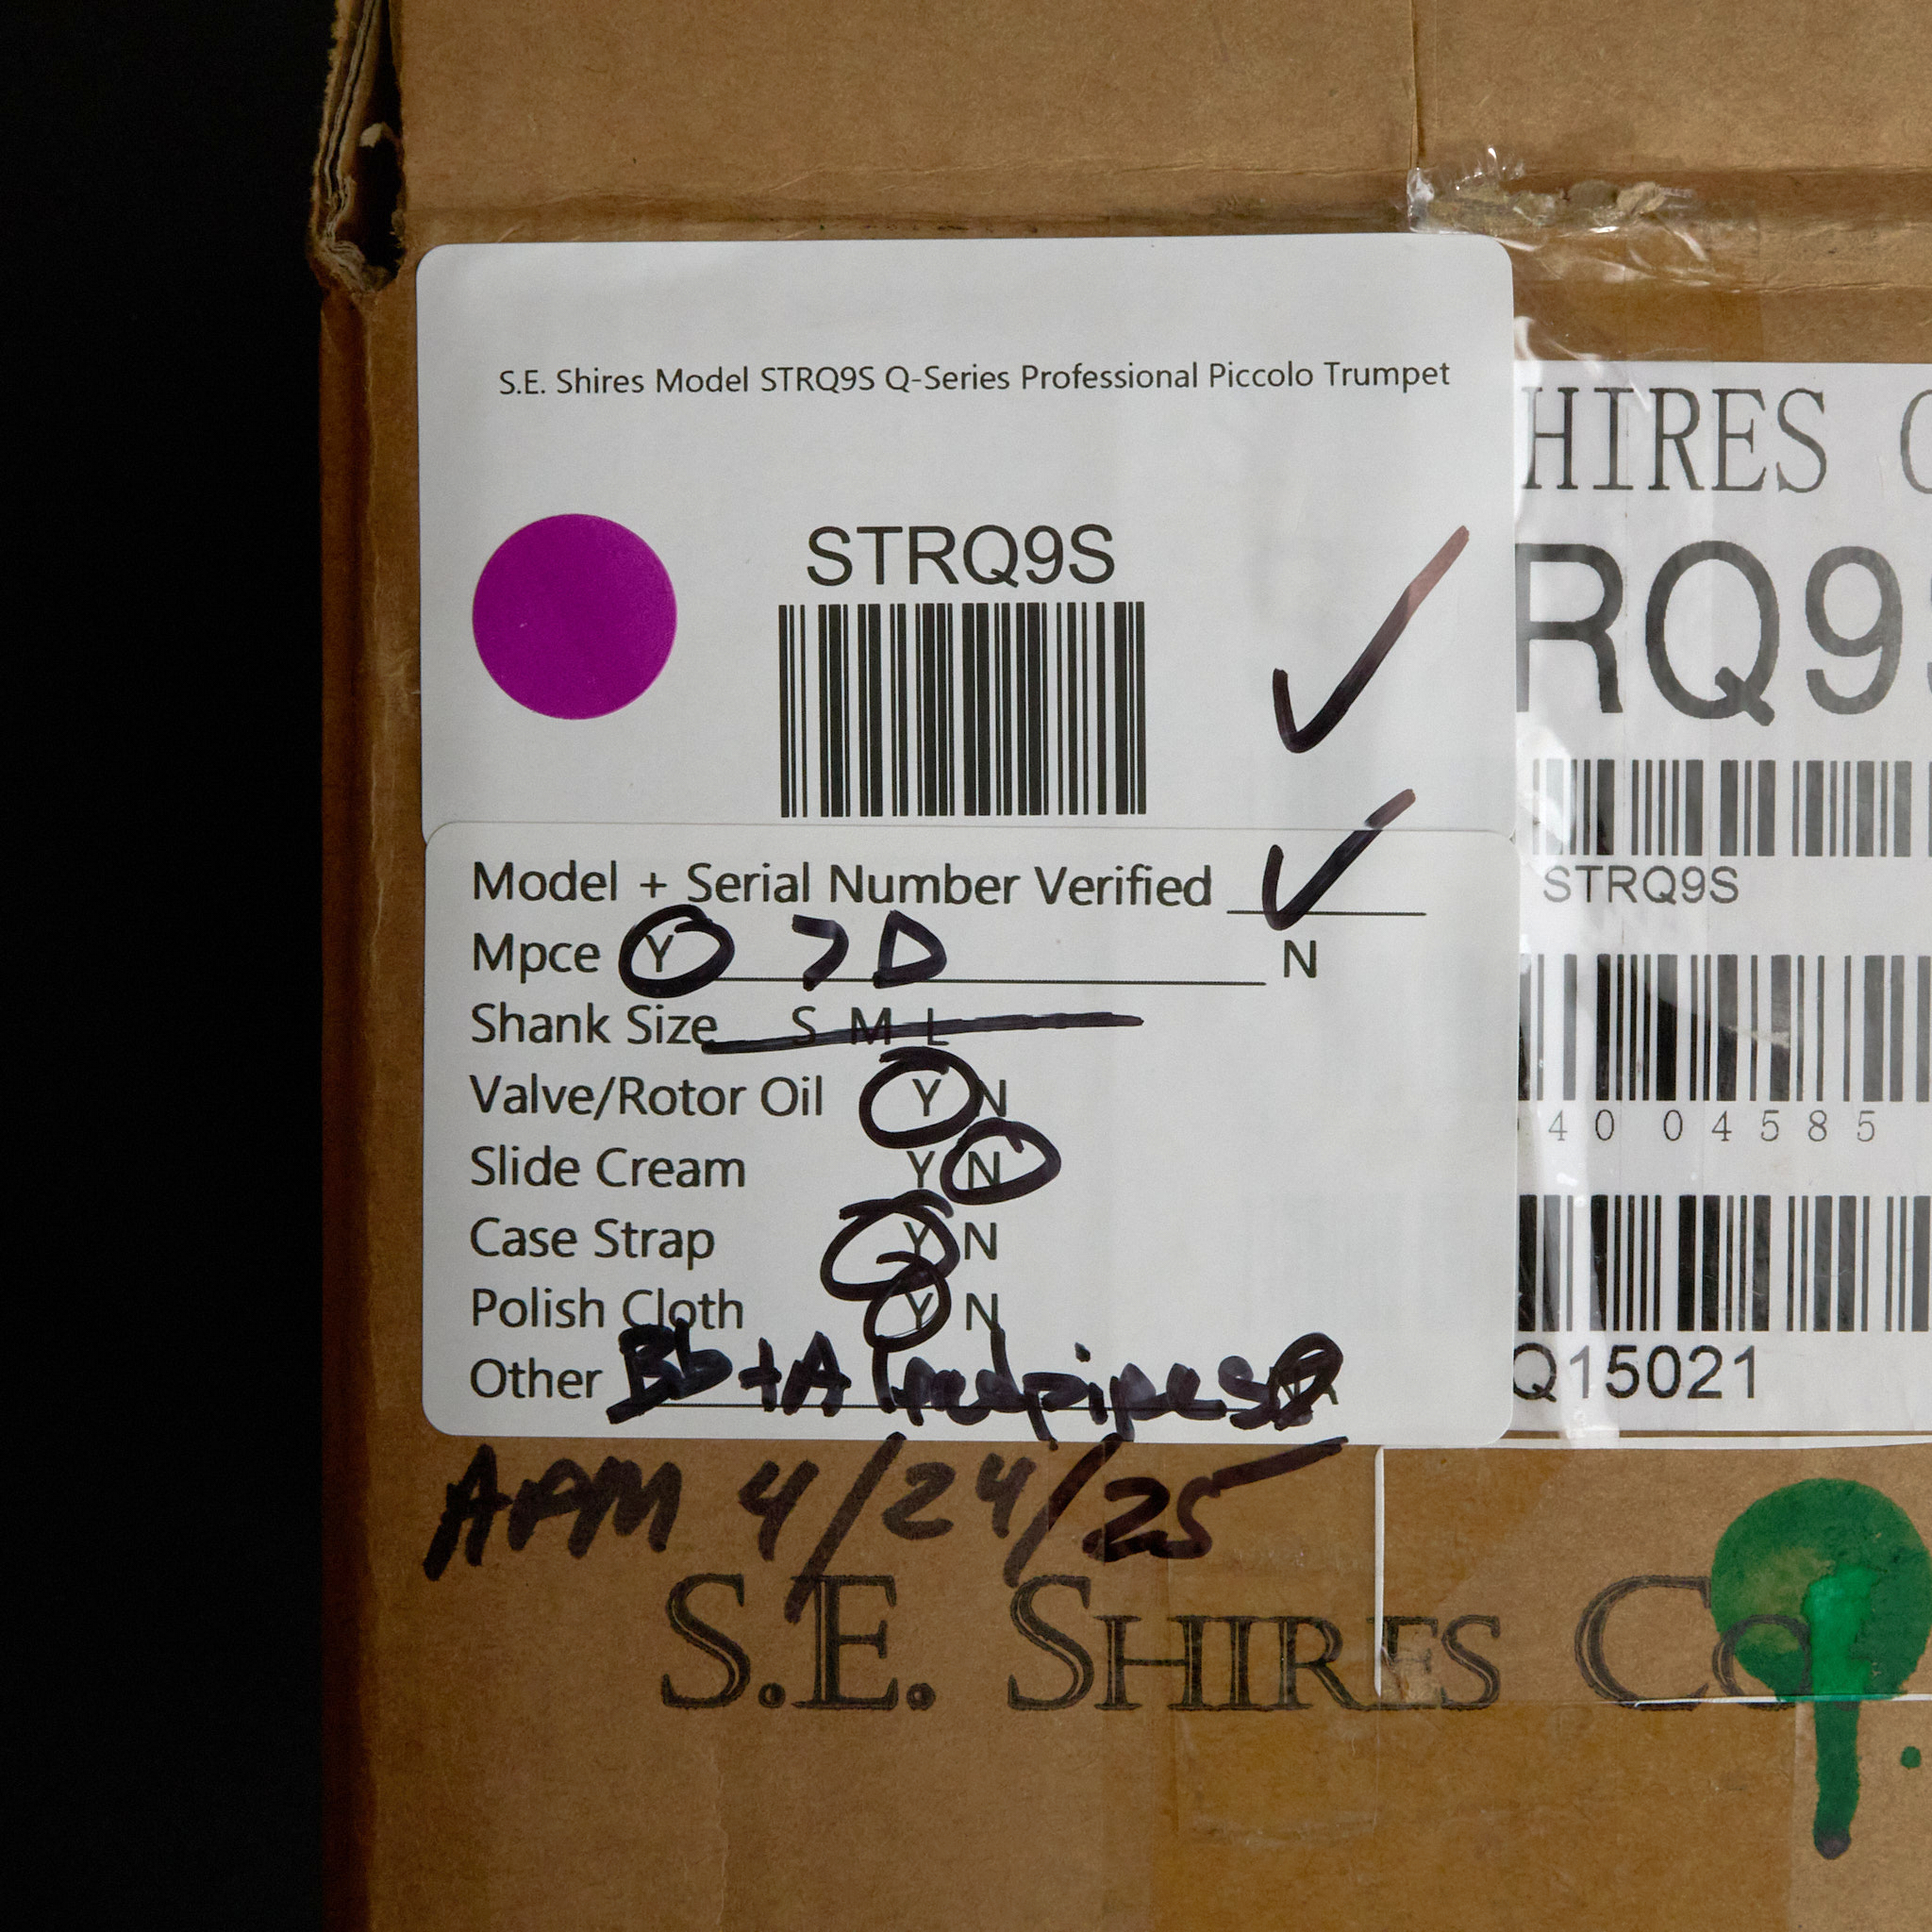 S.E. Shires Model STRQ9S Q-Series Professional Piccolo Trumpet
STRQ9S
Model + Serial Number Verified ✓
Mpce Y 7D N
Shank Size S M L
Valve/Rotor Oil Y N
Slide Cream Y N
Case Strap Y N
Polish Cloth Y N
Other Bb + A leadpipes
4/24/25
S.E. SHIRES CO
HIRES
RQ9
STRQ9S
40 04585
Q15021